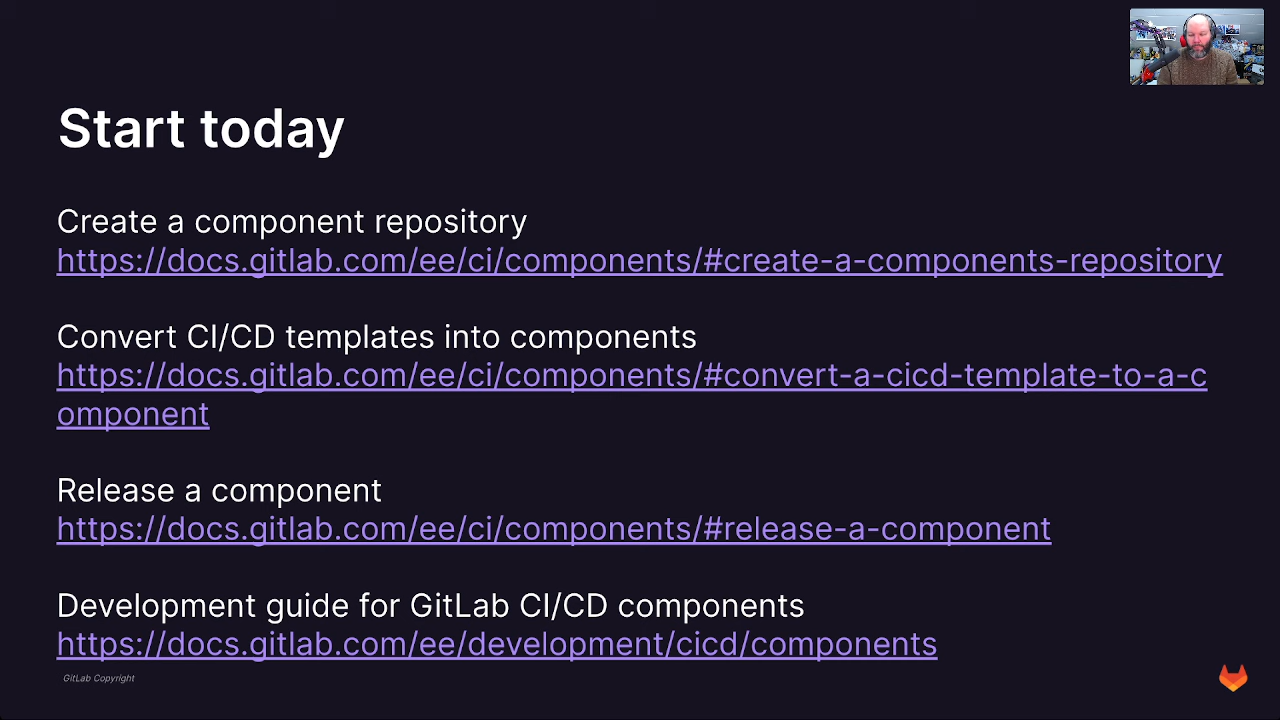 Start today
Create a component repository
https://docs.gitlab.com/ee/ci/components/#create-a-components-repository
Convert CI/CD templates into components
https://docs.gitlab.com/ee/ci/components/#convert-a-cicd-template-to-a-c
omponent
Release a component
https://docs.gitlab.com/ee/ci/components/#release-a-component
Development guide for GitLab CI/CD components
https://docs.gitlab.com/ee/development/cicd/components
GitLab Copyright